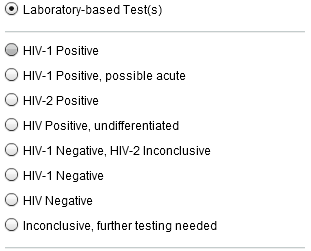 Laboratory-based Test(s)
HIV-1 Positive
HIV-1 Positive, possible acute
HIV-2 Positive
HIV Positive, undifferentiated
HIV-1 Negative, HIV-2 Inconclusive
HIV-1 Negative
HIV Negative
Inconclusive, further testing needed